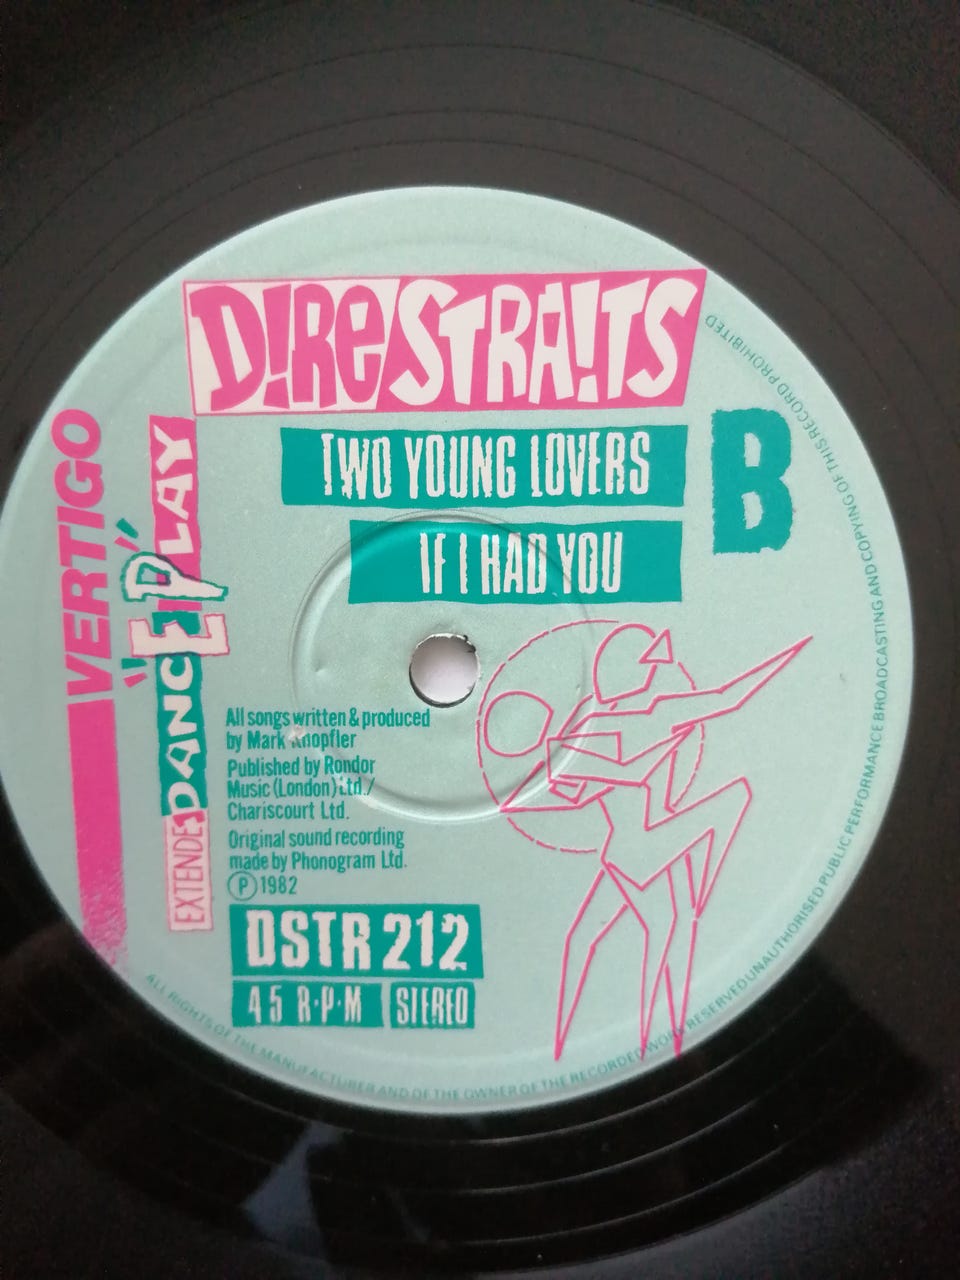 D!RE STRA!TS
TWO YOUNG LOVERS
IF I HAD YOU
B
VERTIGO
EXTENDED DANCE "EP" PLAY
All songs written & produced
by Mark Knopfler
Published by Rondor
Music (London) Ltd./
Chariscourt Ltd.
Original sound recording
made by Phonogram Ltd.
Ⓟ 1982
DSTR 212
45 R·P·M STEREO
ALL RIGHTS OF THE MANUFACTURER AND OF THE OWNER OF THE RECORDED WORK RESERVED UNAUTHORISED PUBLIC PERFORMANCE BROADCASTING AND COPYING OF THIS RECORD PROHIBITED